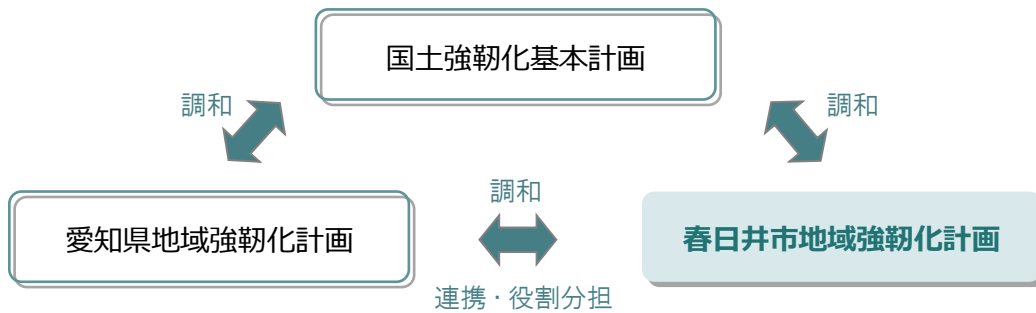 国土強靭化基本計画
調和
調和
愛知県地域強靭化計画
調和
連携・役割分担
春日井市地域強靭化計画